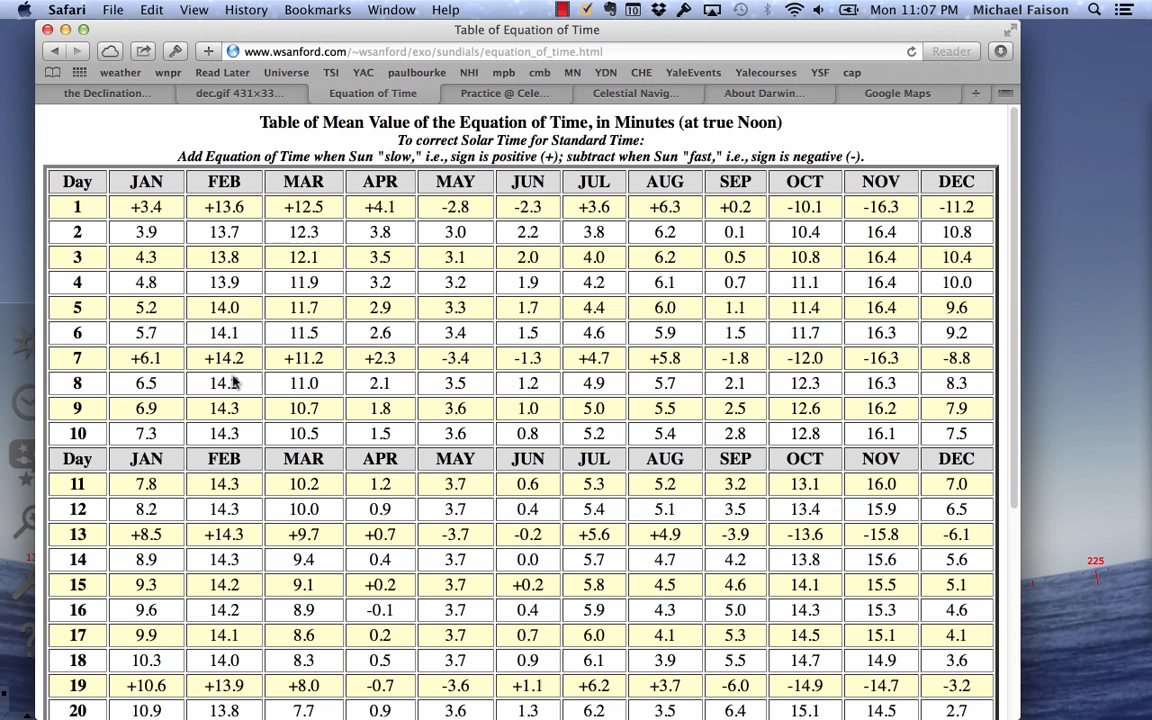 Safari File Edit View History Bookmarks Window Help 10 Mon 11:07 PM Michael Faison
Table of Equation of Time
www.wsanford.com/~wsanford/exo/sundials/equation_of_time.html Reader
weather wnpr Read Later Universe TSI YAC paulbourke NHI mpb cmb MN YDN CHE YaleEvents Yalecourses YSF cap
the Declination... dec.gif 431×33... Equation of Time Practice @ Cele... Celestial Navig... About Darwin... Google Maps
Table of Mean Value of the Equation of Time, in Minutes (at true Noon)
To correct Solar Time for Standard Time:
Add Equation of Time when Sun "slow," i.e., sign is positive (+); subtract when Sun "fast," i.e., sign is negative (-).
Day JAN FEB MAR APR MAY JUN JUL AUG SEP OCT NOV DEC
1 +3.4 +13.6 +12.5 +4.1 -2.8 -2.3 +3.6 +6.3 +0.2 -10.1 -16.3 -11.2
2 3.9 13.7 12.3 3.8 3.0 2.2 3.8 6.2 0.1 10.4 16.4 10.8
3 4.3 13.8 12.1 3.5 3.1 2.0 4.0 6.2 0.5 10.8 16.4 10.4
4 4.8 13.9 11.9 3.2 3.2 1.9 4.2 6.1 0.7 11.1 16.4 10.0
5 5.2 14.0 11.7 2.9 3.3 1.7 4.4 6.0 1.1 11.4 16.4 9.6
6 5.7 14.1 11.5 2.6 3.4 1.5 4.6 5.9 1.5 11.7 16.3 9.2
7 +6.1 +14.2 +11.2 +2.3 -3.4 -1.3 +4.7 +5.8 -1.8 -12.0 -16.3 -8.8
8 6.5 11.0 2.1 3.5 1.2 4.9 5.7 2.1 12.3 16.3 8.3
9 6.9 14.3 10.7 1.8 3.6 1.0 5.0 5.5 2.5 12.6 16.2 7.9
10 7.3 14.3 10.5 1.5 3.6 0.8 5.2 5.4 2.8 12.8 16.1 7.5
Day JAN FEB MAR APR MAY JUN JUL AUG SEP OCT NOV DEC
11 7.8 14.3 10.2 1.2 3.7 0.6 5.3 5.2 3.2 13.1 16.0 7.0
12 8.2 14.3 10.0 0.9 3.7 0.4 5.4 5.1 3.5 13.4 15.9 6.5
13 +8.5 +14.3 +9.7 +0.7 -3.7 -0.2 +5.6 +4.9 -3.9 -13.6 -15.8 -6.1
14 8.9 14.3 9.4 0.4 3.7 0.0 5.7 4.7 4.2 13.8 15.6 5.6
15 9.3 14.2 9.1 +0.2 3.7 +0.2 5.8 4.5 4.6 14.1 15.5 5.1
16 9.6 14.2 8.9 -0.1 3.7 0.4 5.9 4.3 5.0 14.3 15.3 4.6
17 9.9 14.1 8.6 0.2 3.7 0.7 6.0 4.1 5.3 14.5 15.1 4.1
18 10.3 14.0 8.3 0.5 3.7 0.9 6.1 3.9 5.5 14.7 14.9 3.6
19 +10.6 +13.9 +8.0 -0.7 -3.6 +1.1 +6.2 +3.7 -6.0 -14.9 -14.7 -3.2
20 10.9 13.8 7.7 0.9 3.6 1.3 6.2 3.5 6.4 15.1 14.5 2.7
225